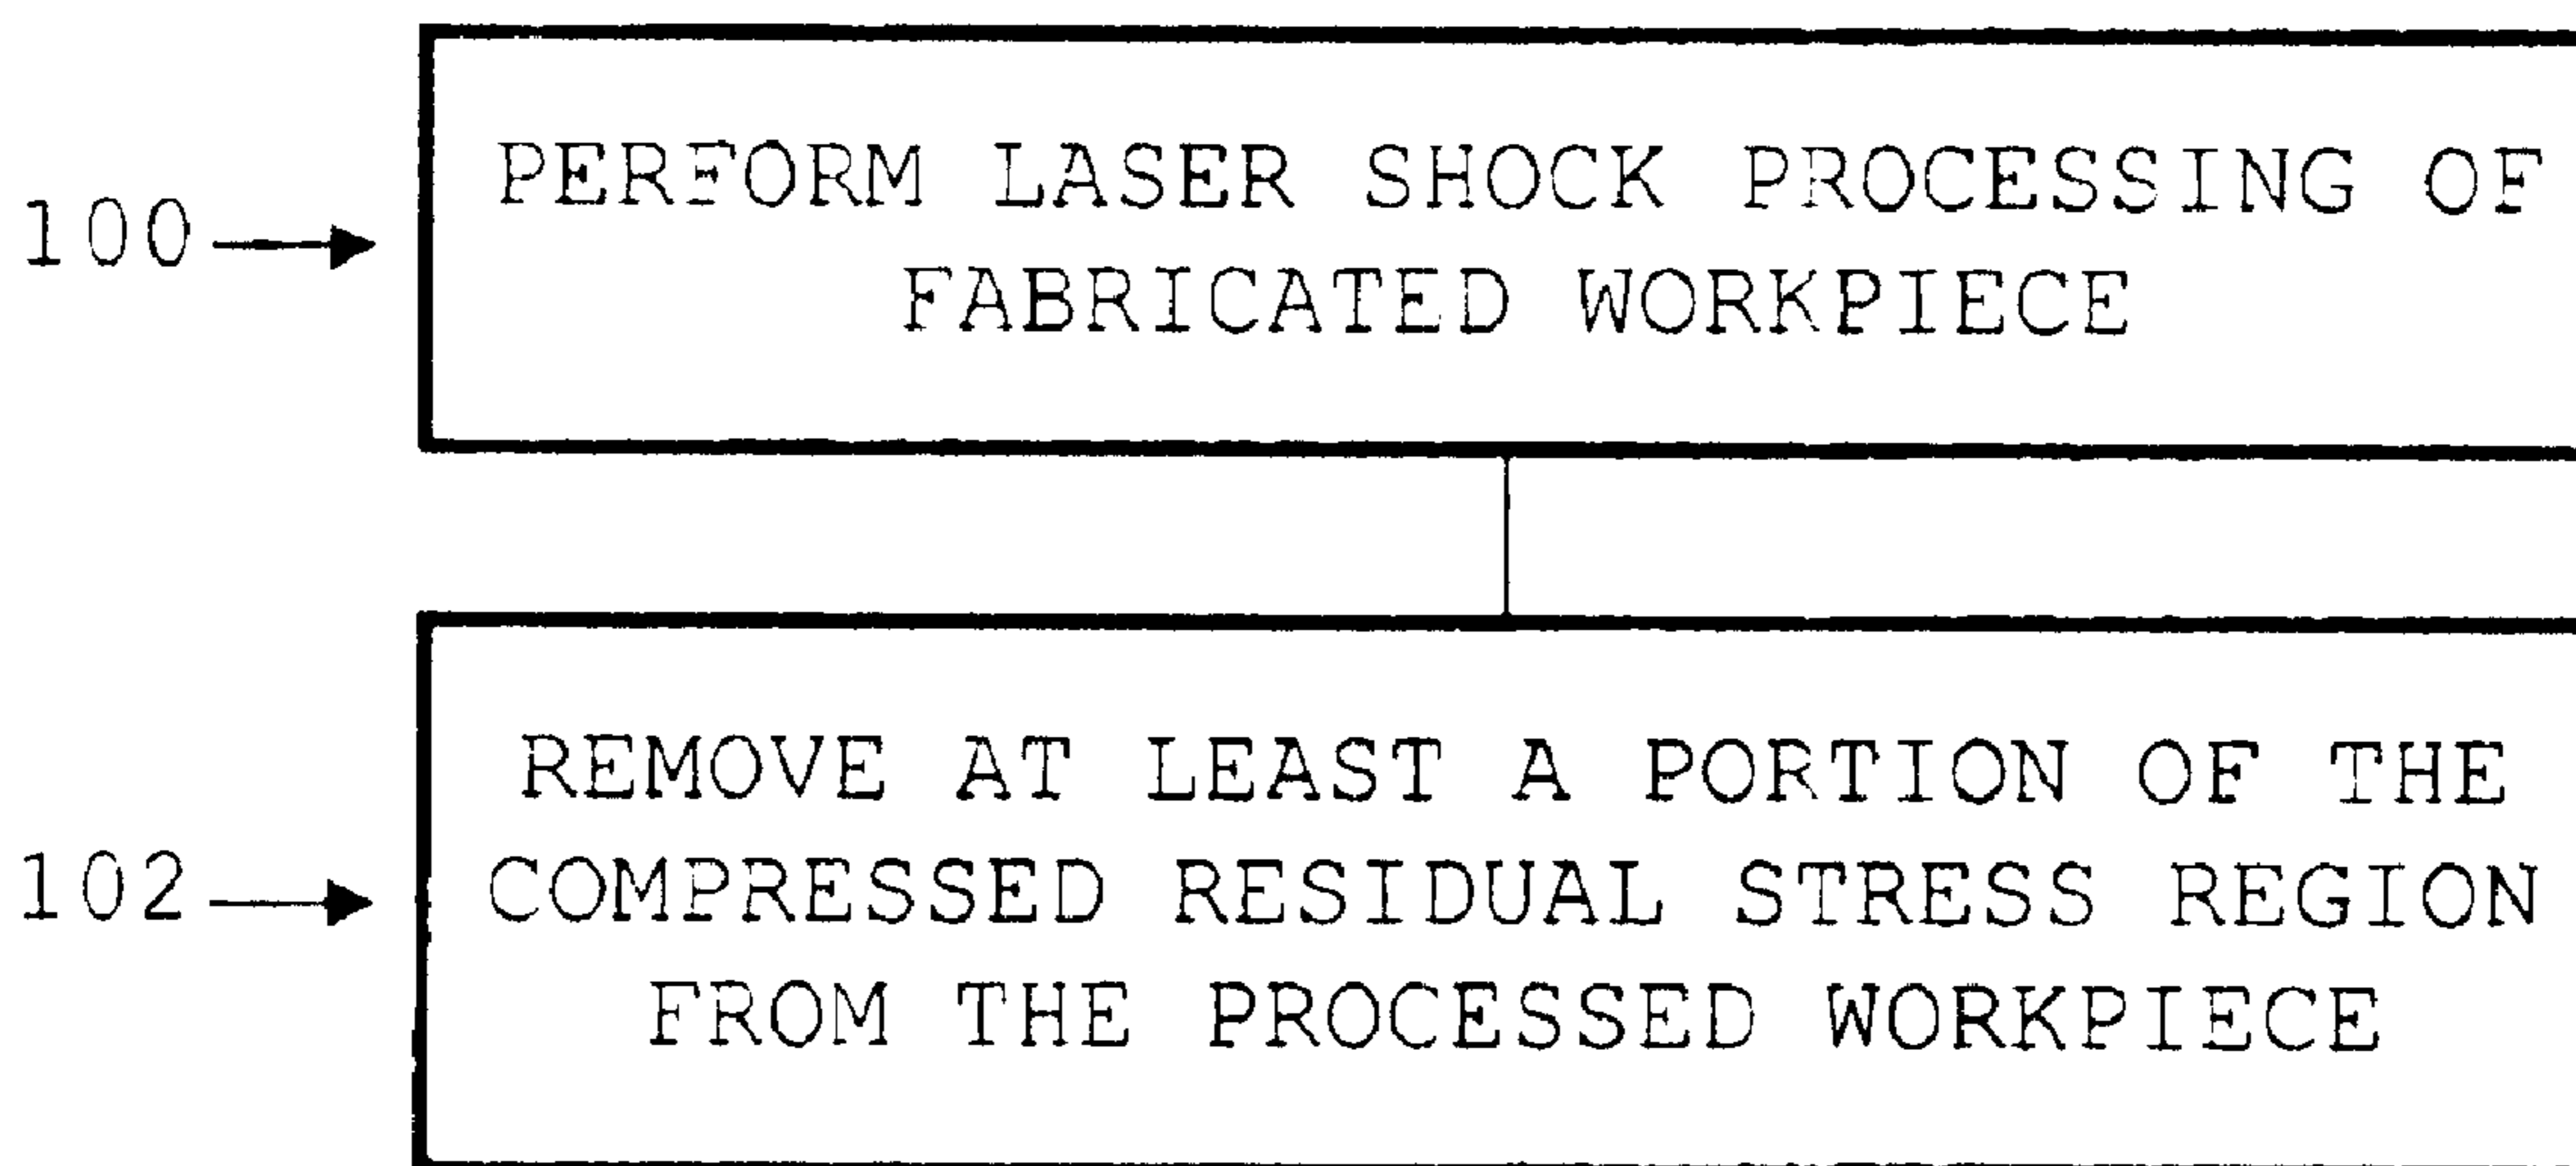 100
PERFORM LASER SHOCK PROCESSING OF
FABRICATED WORKPIECE
102
REMOVE AT LEAST A PORTION OF THE
COMPRESSED RESIDUAL STRESS REGION
FROM THE PROCESSED WORKPIECE